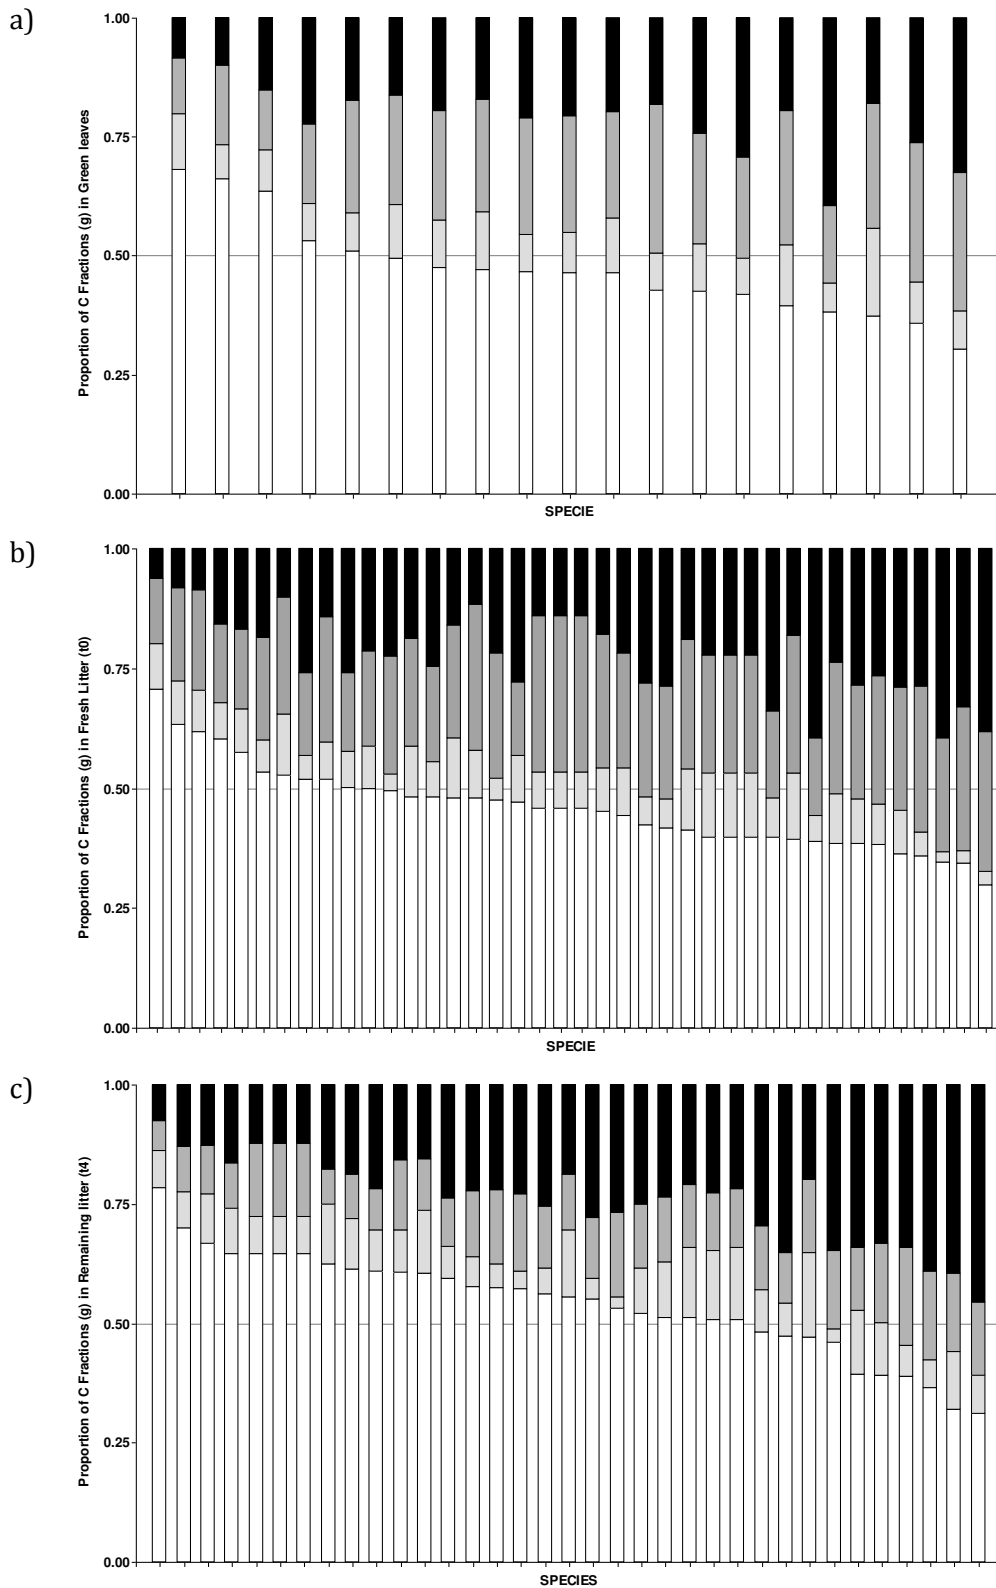 a)
Proportion of C Fractions (g) in Green leaves
1.00
0.75
0.50
0.25
0.00
SPECIE
b)
Proportion of C Fractions (g) in Fresh Litter (t0)
1.00
0.75
0.50
0.25
0.00
SPECIE
c)
Proportion of C Fractions (g) in Remaining litter (t4)
1.00
0.75
0.50
0.25
0.00
SPECIES